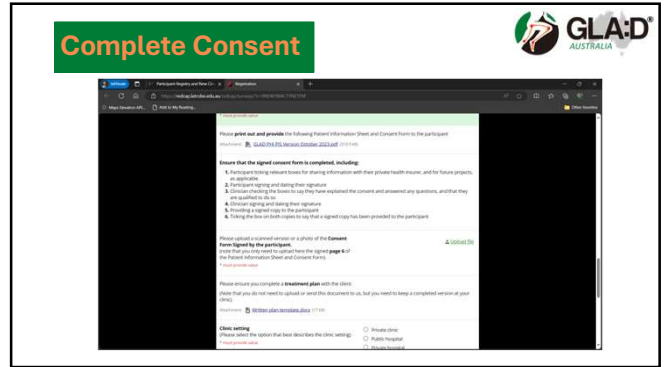 Complete Consent
GLA:D®
AUSTRALIA
InPrivate
Participant Registry and New Cli
Registration
Maps Elevation API...
Add to My Reading...
Other favorites
* must provide value
Please print out and provide the following Patient Information Sheet and Consent Form to the participant
Attachment:
GLAD PHI PIS Version October 2023.pdf
Ensure that the signed consent form is completed, including:
1. Participant ticking relevant boxes for sharing information with their private health insurer, and for future projects,
as applicable
2. Participant signing and dating their signature
3. Clinician checking the boxes to say they have explained the consent and answered any questions, and that they
are qualified to do so
4. Clinician signing and dating their signature
5. Providing a signed copy to the participant
6. Ticking the box on both copies to say that a signed copy has been provided to the participant
Please upload a scanned version or a photo of the Consent
Form Signed by the participant.
(note that you only need to upload here the signed page 6 of
the Patient Information Sheet and Consent Form).
* must provide value
Upload file
Please ensure you complete a treatment plan with the client.
(Note that you do not need to upload or send this document to us, but you need to keep a completed version at your
clinic).
Attachment:
Written plan template.docx
Clinic setting
(Please select the option that best describes the clinic setting)
* must provide value
Private clinic
Public hospital
Private hospital